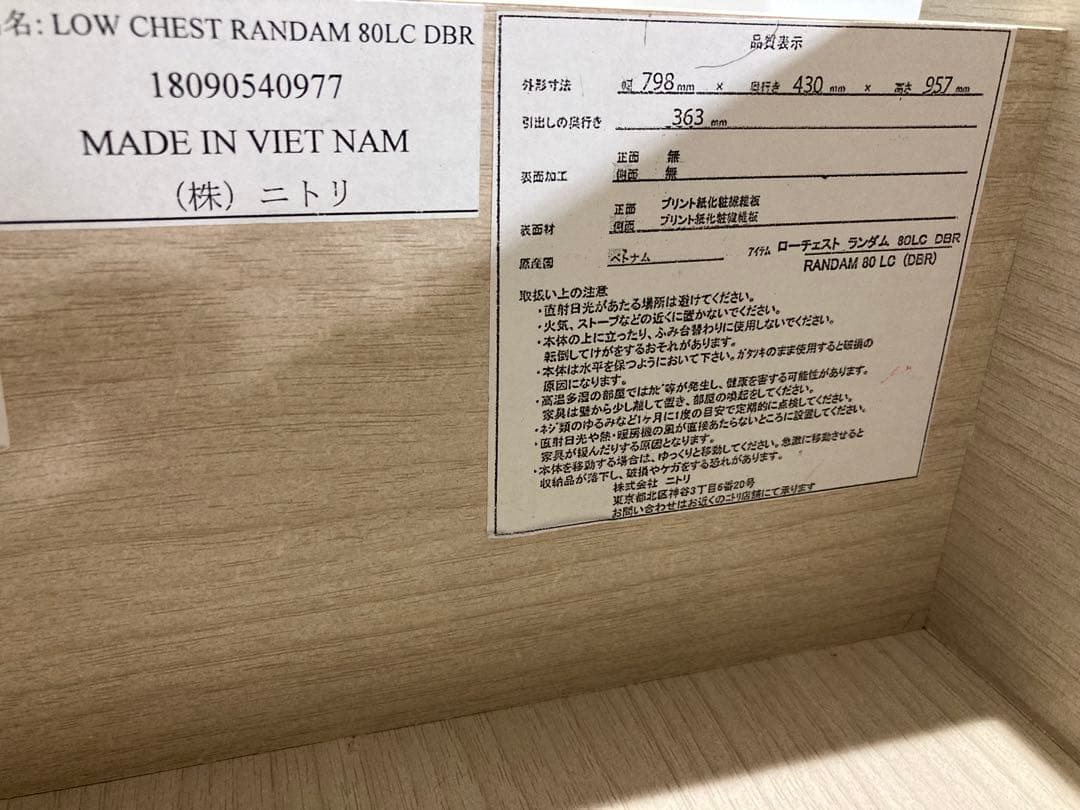 名: LOW CHEST RANDAM 80LC DBR
18090540977
MADE IN VIET NAM
（株）ニトリ
品質表示
外形寸法 幅 798 mm × 奥行き 430 mm × 高さ 957 mm
引出しの奥行き 363 mm
表面加工 正面 無
側面 無
表面材 正面 プリント紙化粧繊維板
側面 プリント紙化粧繊維板
原産国 ベトナム アイテム ローチェスト ランダム 80LC DBR
RANDAM 80 LC (DBR)
取扱い上の注意
・直射日光があたる場所は避けてください。
・火気、ストーブなどの近くに置かないでください。
・本体の上に立ったり、ふみ台替わりに使用しないでください。
転倒してけがをするおそれがあります。
・本体は水平を保つようにおいて下さい。ガタツキのまま使用すると破損の
原因になります。
・高温多湿の部屋ではカビ等が発生し、健康を害する可能性があります。
家具は壁から少し離して置き、部屋の喚起をしてください。
・ネジ類のゆるみなど1ヶ月に1度の目安で定期的に点検してください。
・直射日光や熱・暖房機の風が直接あたらないところに設置してください。
家具が緩んだりする原因となります。
・本体を移動する場合は、ゆっくりと移動してください。急激に移動させると
収納品が落下し、破損やケガをする恐れがあります。
株式会社 ニトリ
東京都北区神谷3丁目6番20号
お問い合わせはお近くのニトリ店舗にて承ります